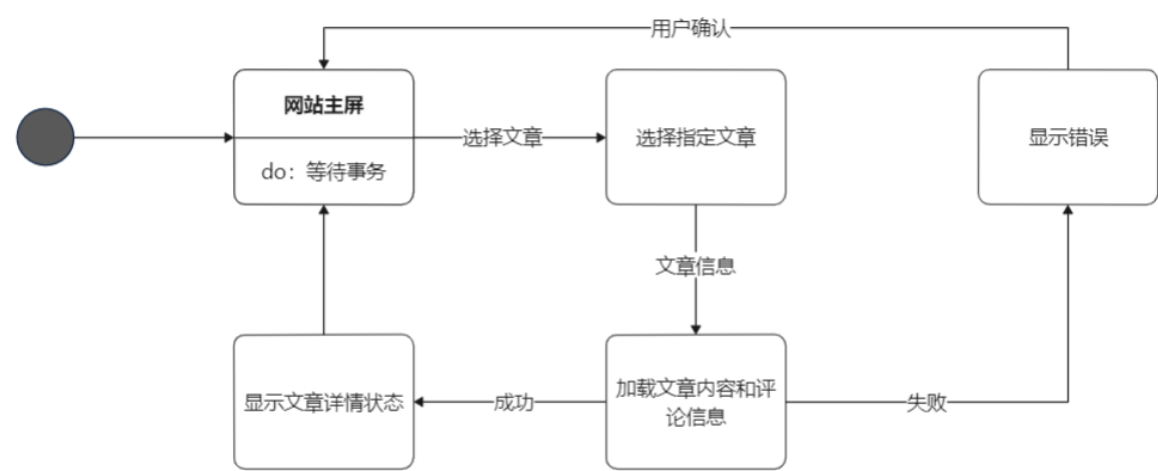 用户确认
网站主屏
do：等待事务
选择文章
选择指定文章
显示错误
文章信息
显示文章详情状态
成功
加载文章内容和评
论信息
失败